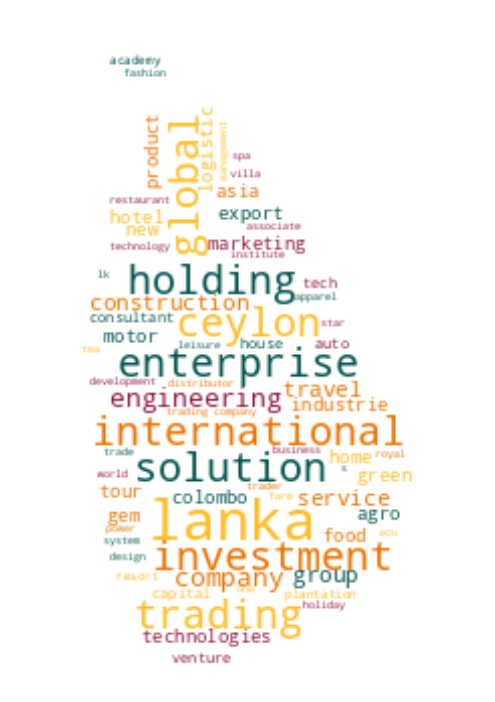 academy
fashion
product
global
logistic
management
spa
villa
asia
restaurant
hotel
export
new
associate
technology
marketing
institute
lk
holding
tech
apparel
construction
consultant
ceylon
star
motor
leisure
house
auto
tea
enterprise
development
distributor
travel
engineering
industrie
trading company
international
trade
business
home
royal
solution
s
world
green
tour
trader
colombo
farm
service
gem
lanka
agro
power
food
eco
system
design
investment
resort
company
group
capital
one
plantation
trading
holiday
technologies
venture